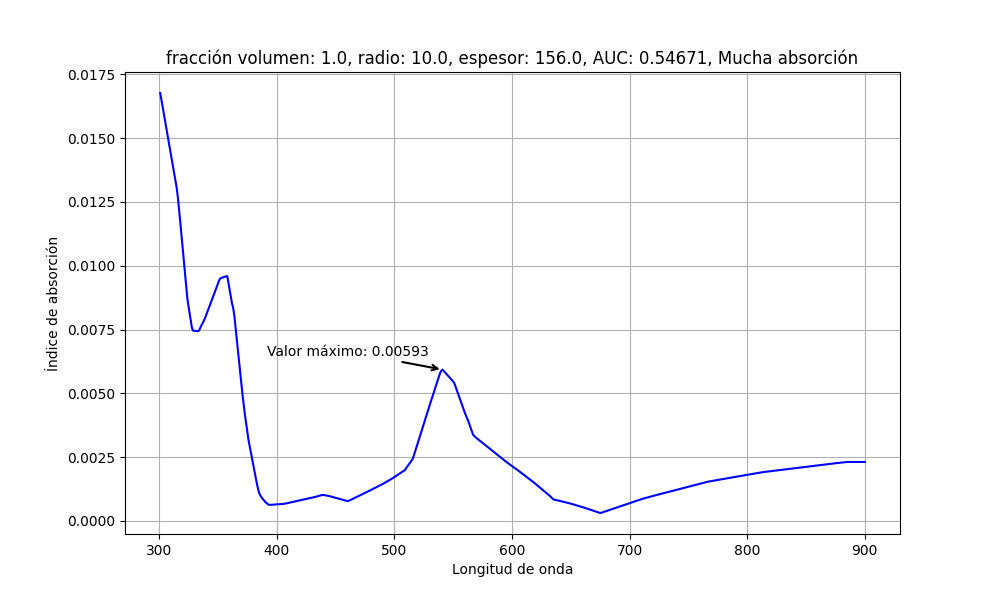 fracción volumen: 1.0, radio: 10.0, espesor: 156.0, AUC: 0.54671, Mucha absorción
0.0175
0.0150
0.0125
0.0100
0.0075
0.0050
0.0025
0.0000
Índice de absorción
Valor máximo: 0.00593
300 400 500 600 700 800 900
Longitud de onda